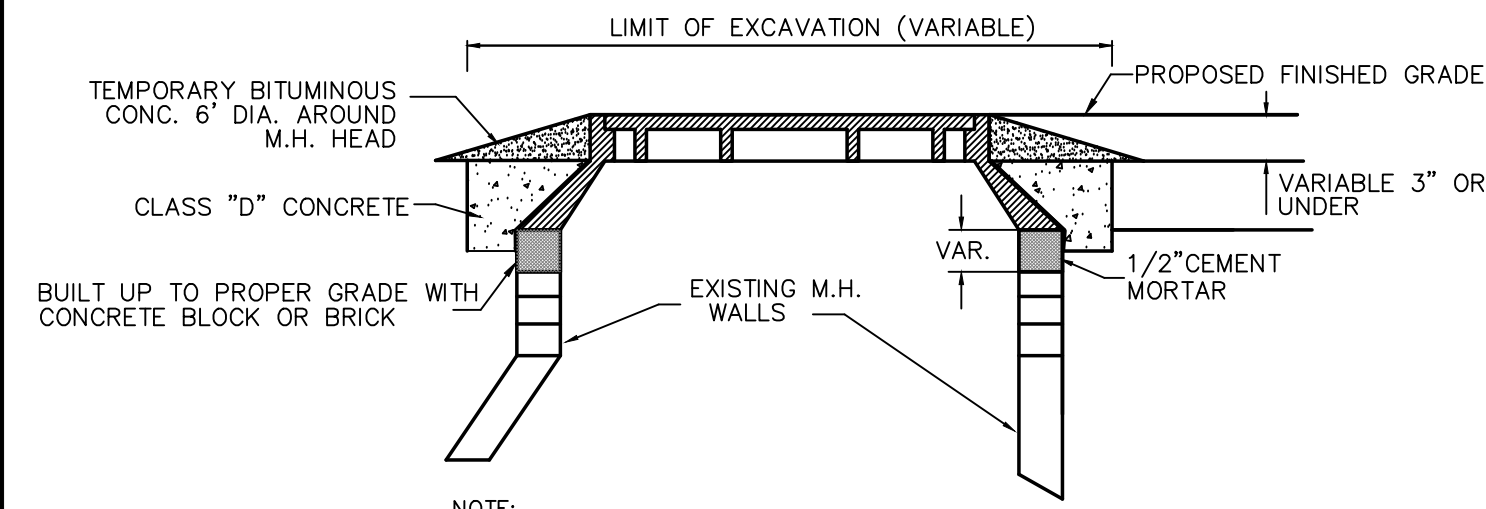 LIMIT OF EXCAVATION (VARIABLE)
TEMPORARY BITUMINOUS
CONC. 6' DIA. AROUND
M.H. HEAD
PROPOSED FINISHED GRADE
CLASS "D" CONCRETE
VARIABLE 3" OR
UNDER
VAR.
1/2"CEMENT
MORTAR
BUILT UP TO PROPER GRADE WITH
CONCRETE BLOCK OR BRICK
EXISTING M.H.
WALLS
NOTE: